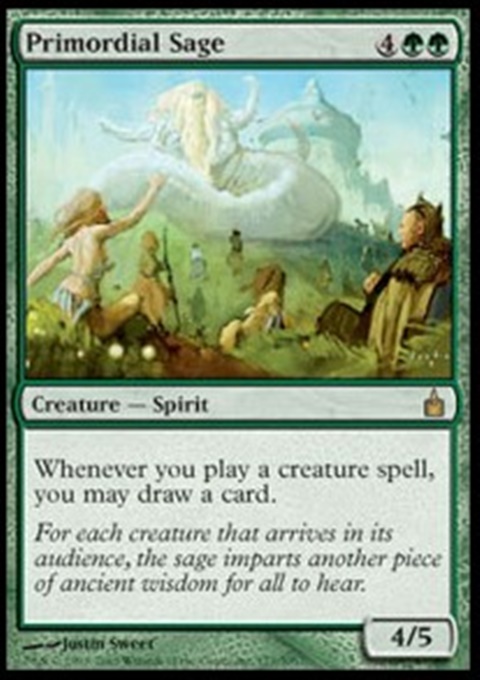 Primordial Sage 4
Creature — Spirit
Whenever you play a creature spell,
you may draw a card.
For each creature that arrives in its
audience, the sage imparts another piece
of ancient wisdom for all to hear.
4/5
Justin Sweet